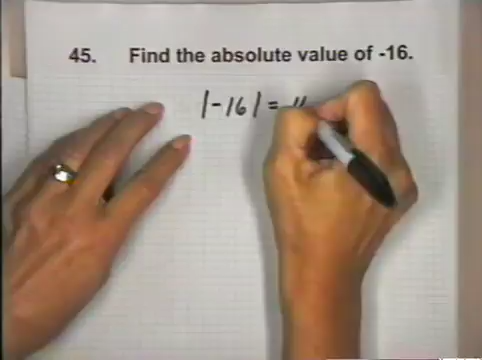 45. Find the absolute value of -16.
|-16| =